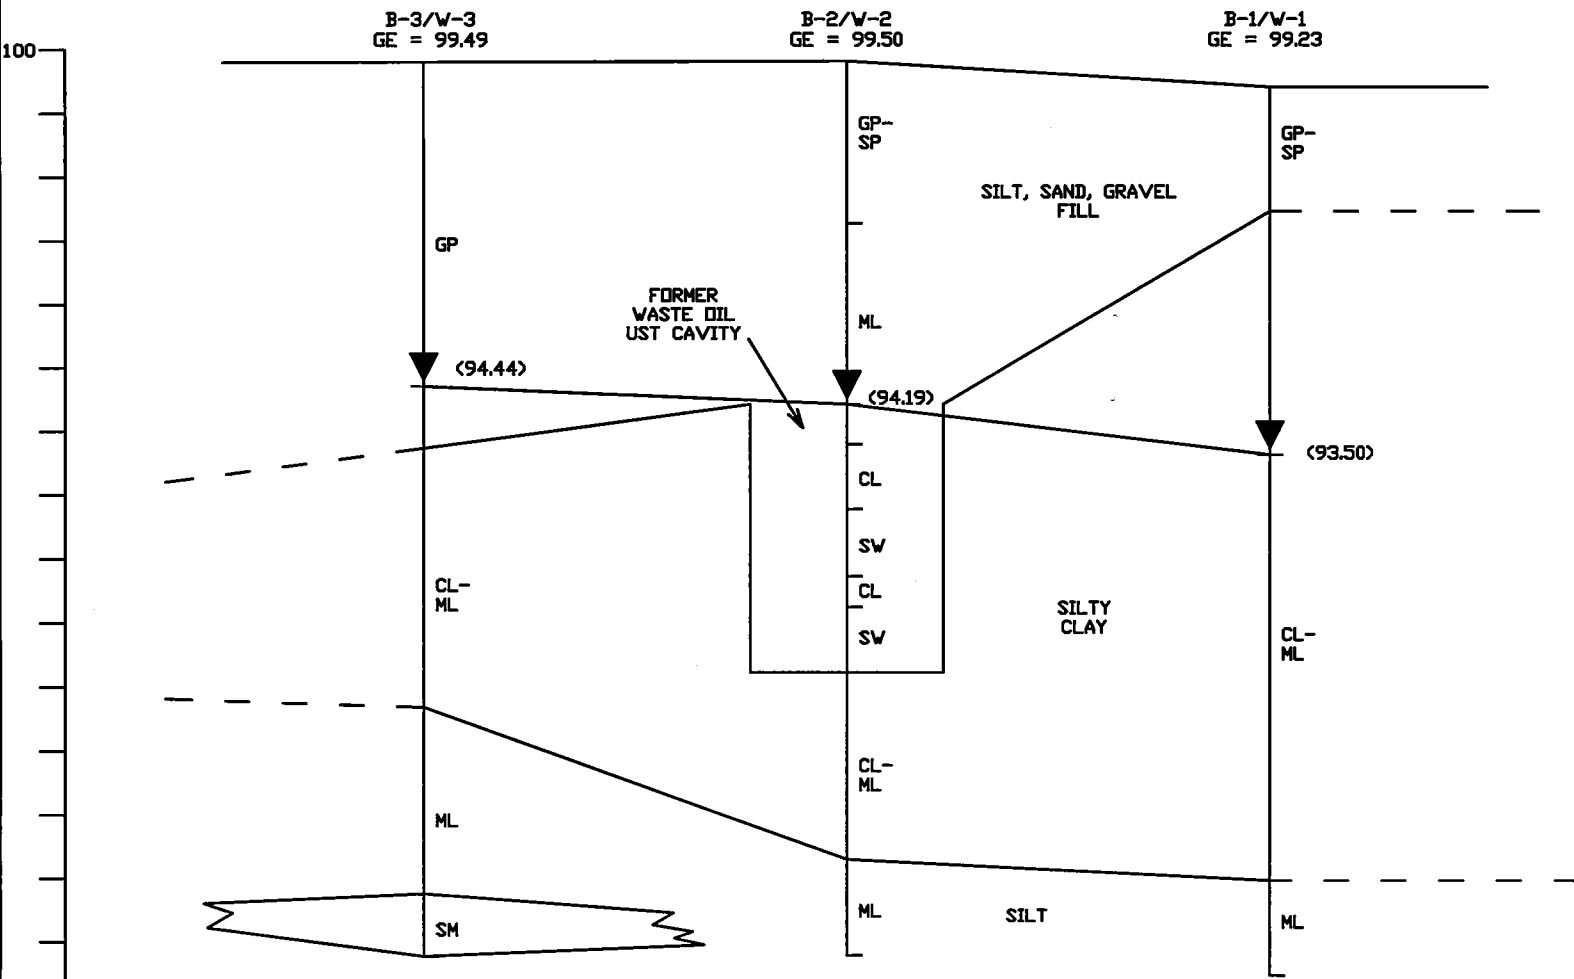 B-3/W-3
GE = 99.49
B-2/W-2
GE = 99.50
B-1/W-1
GE = 99.23
100
GP-
SP
GP-
SP
SILT, SAND, GRAVEL
FILL
GP
FORMER
WASTE OIL
UST CAVITY
ML
(94.44)
(94.19)
(93.50)
CL
SW
CL-
ML
CL
SILTY
CLAY
SW
CL-
ML
CL-
ML
ML
ML
SILT
ML
SM